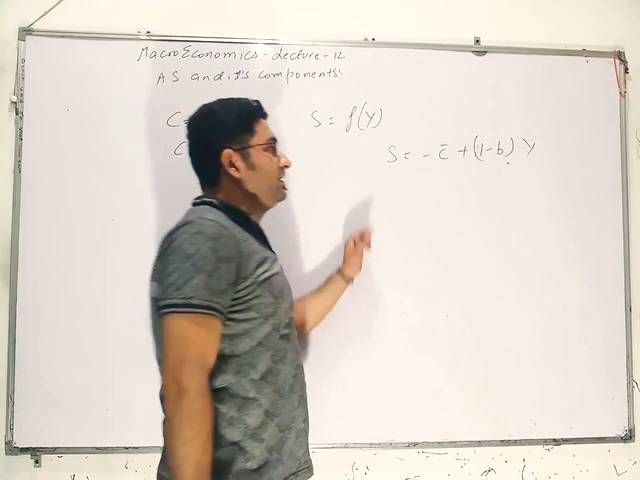 MacroEconomics - Lecture - 12
AS and it's components:
C =
S = f(Y)
C
S = - c̄ + (1-b) Y